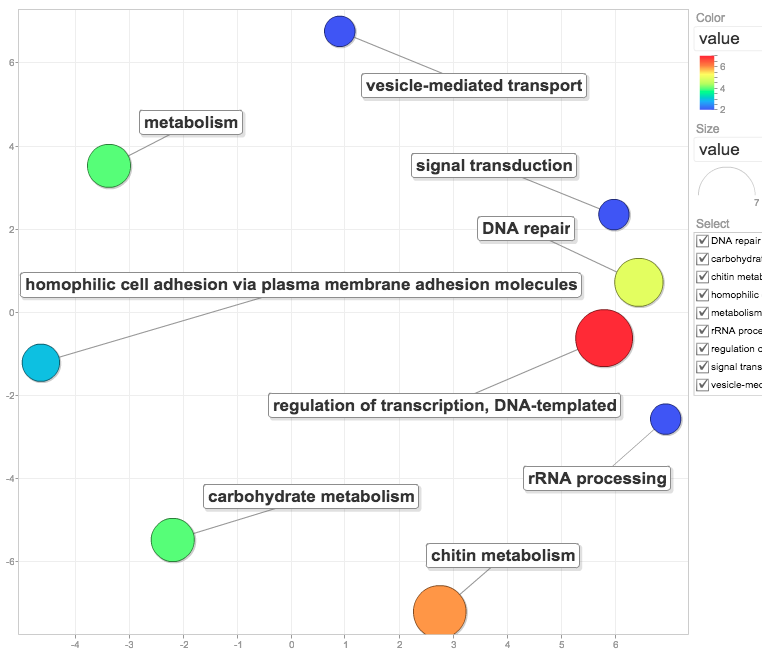 Color
value
6
4
2
Size
value
7
Select
DNA repair
carbohydrat
chitin metab
homophilic
metabolism
rRNA proce
regulation o
signal trans
vesicle-med
vesicle-mediated transport
metabolism
signal transduction
DNA repair
homophilic cell adhesion via plasma membrane adhesion molecules
regulation of transcription, DNA-templated
rRNA processing
carbohydrate metabolism
chitin metabolism
6
4
2
0
-2
-4
-6
-4 -3 -2 -1 0 1 2 3 4 5 6